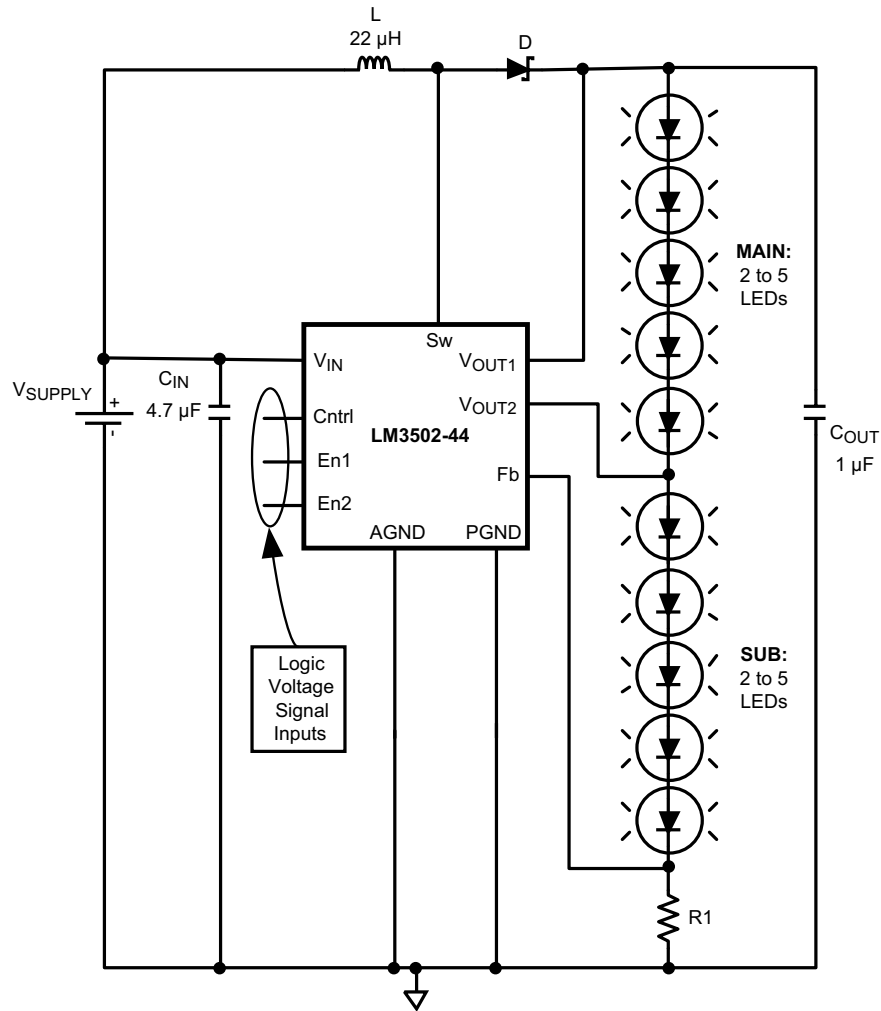 L
22 µH
D
MAIN:
2 to 5
LEDs
Sw
VIN
VOUT1
CIN
4.7 µF
VSUPPLY
+
-
Cntrl
VOUT2
LM3502-44
COUT
1 µF
En1
Fb
En2
AGND
PGND
Logic
Voltage
Signal
Inputs
SUB:
2 to 5
LEDs
R1